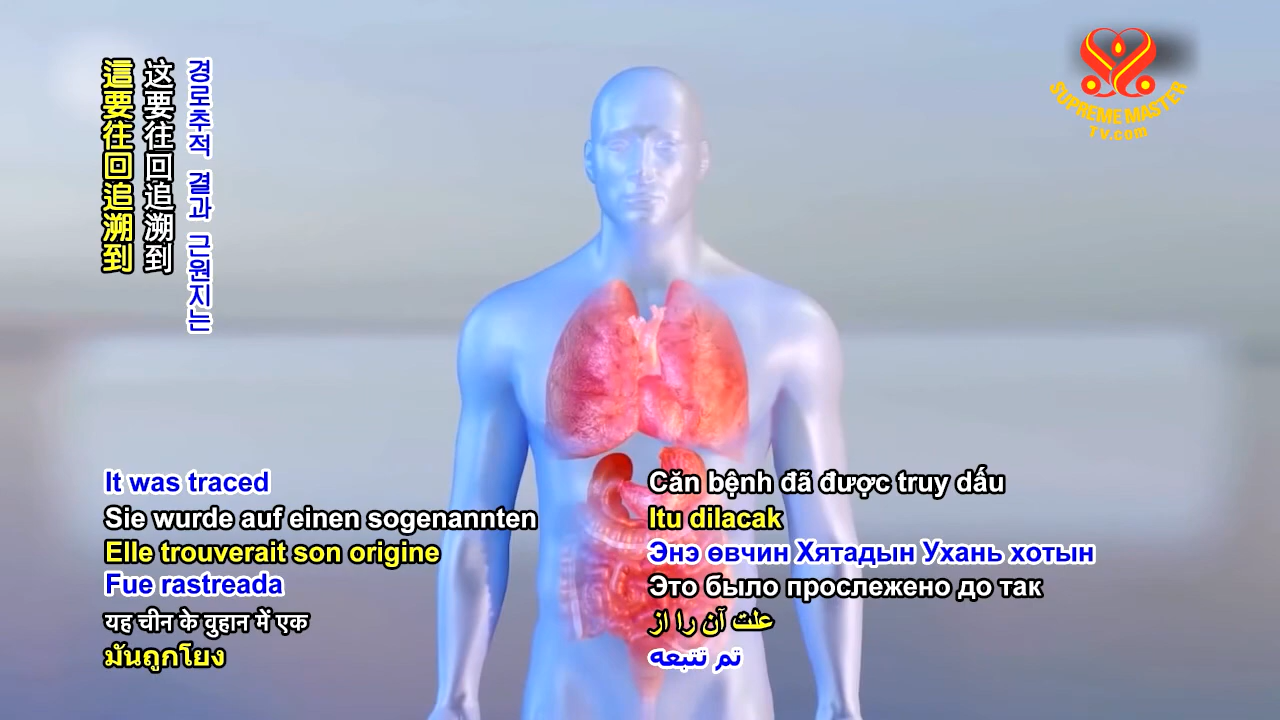 這要往回追溯到
这要往回追溯到
경로추적 결과 근원지는
SUPREME MASTER
TV.com
It was traced
Sie wurde auf einen sogenannten
Elle trouverait son origine
Fue rastreada
यह चीन के वुहान में एक
มันถูกโยง
Căn bệnh đã được truy dấu
Itu dilacak
Энэ өвчин Хятадын Ухань хотын
Это было прослежено до так
علت آن را از
تم تتبعه